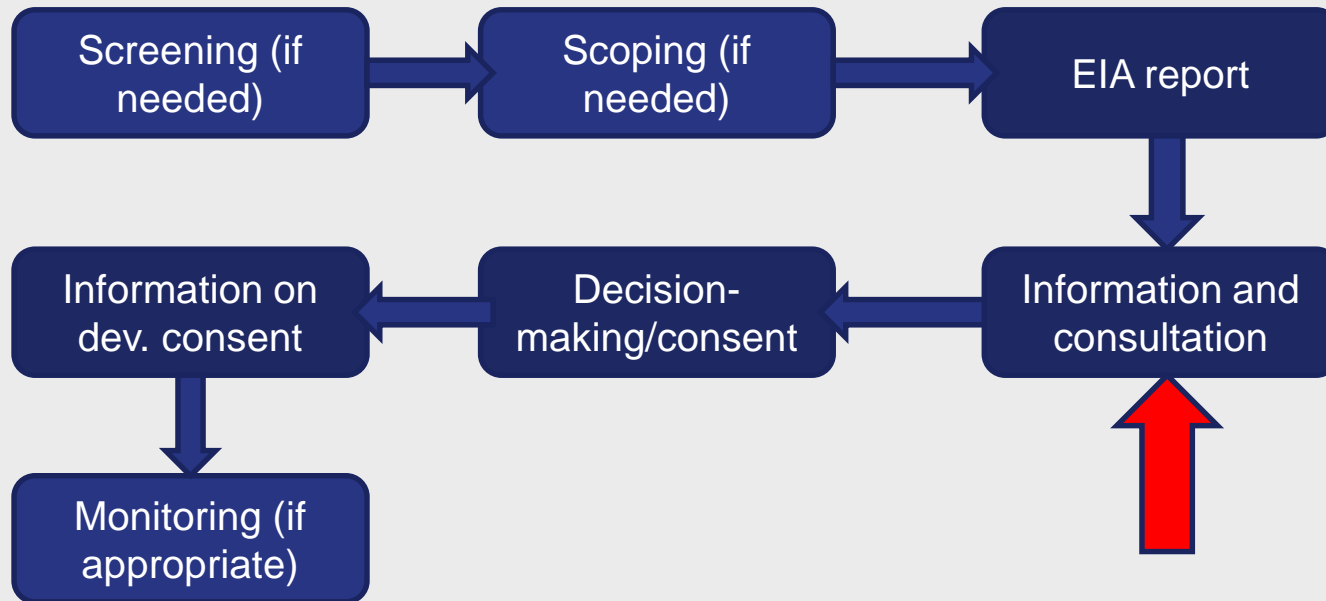 Screening (if
needed)
Scoping (if
needed)
EIA report
Information and
consultation
Decision-
making/consent
Information on
dev. consent
Monitoring (if
appropriate)